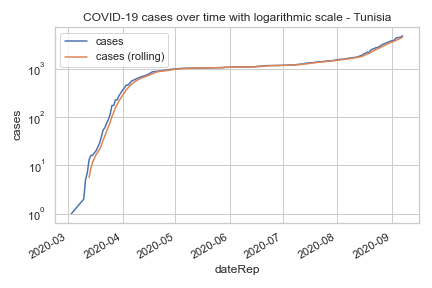 COVID-19 cases over time with logarithmic scale - Tunisia
cases
cases (rolling)
10³
10²
10¹
10⁰
cases
2020-03
2020-04
2020-05
2020-06
2020-07
2020-08
2020-09
dateRep